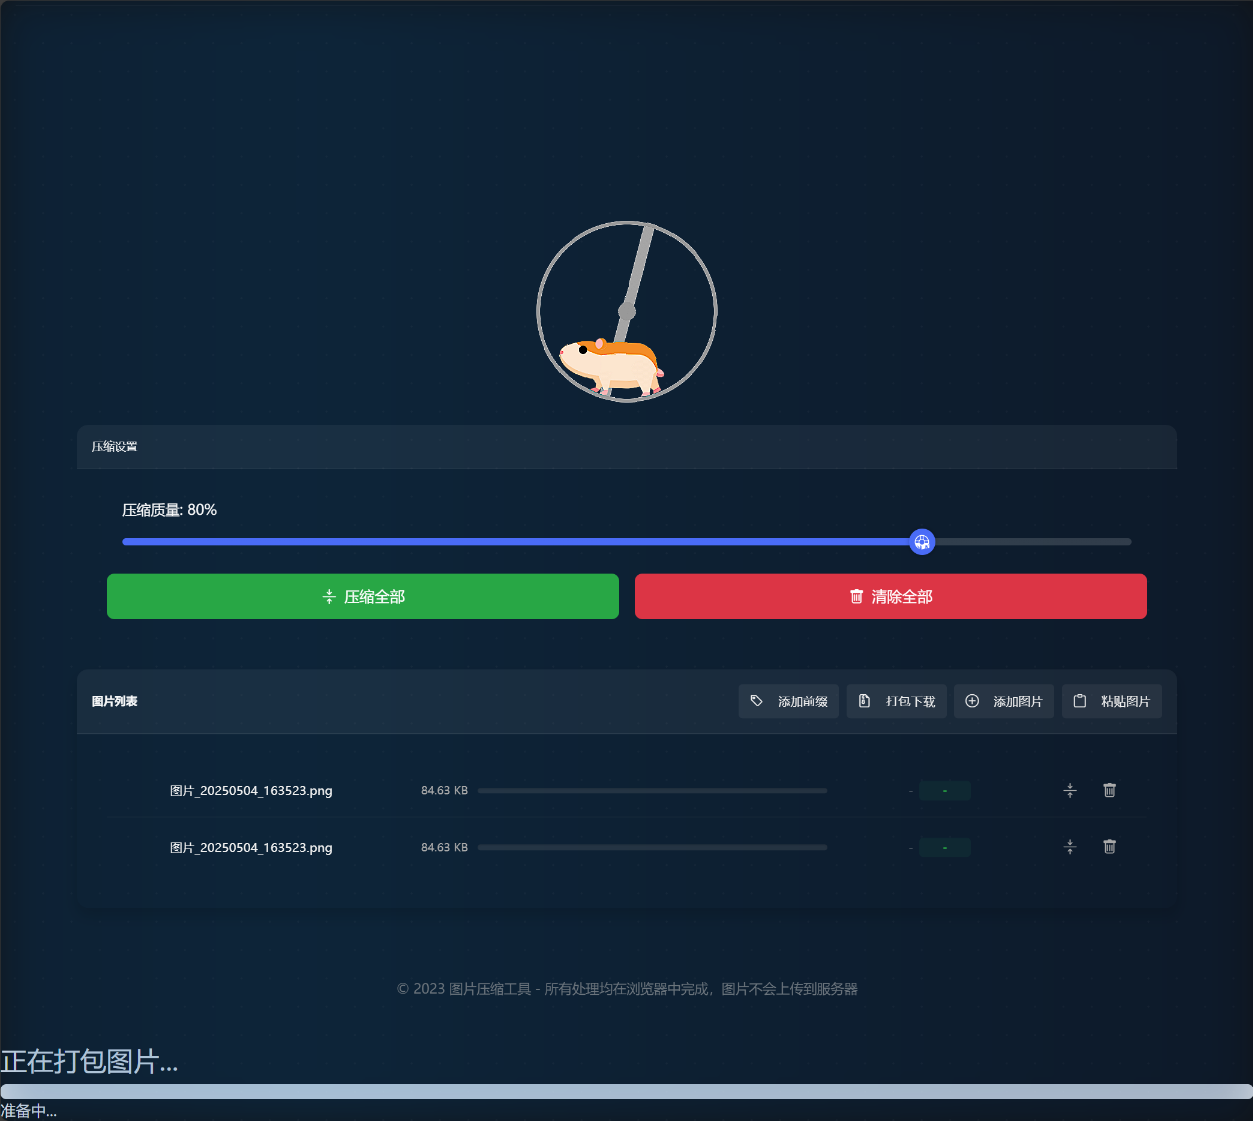 压缩设置
压缩质量: 80%
压缩全部
清除全部
图片列表
添加前缀
打包下载
添加图片
粘贴图片
图片_20250504_163523.png 84.63 KB - -
图片_20250504_163523.png 84.63 KB - -
© 2023 图片压缩工具 - 所有处理均在浏览器中完成，图片不会上传到服务器
正在打包图片...
准备中...